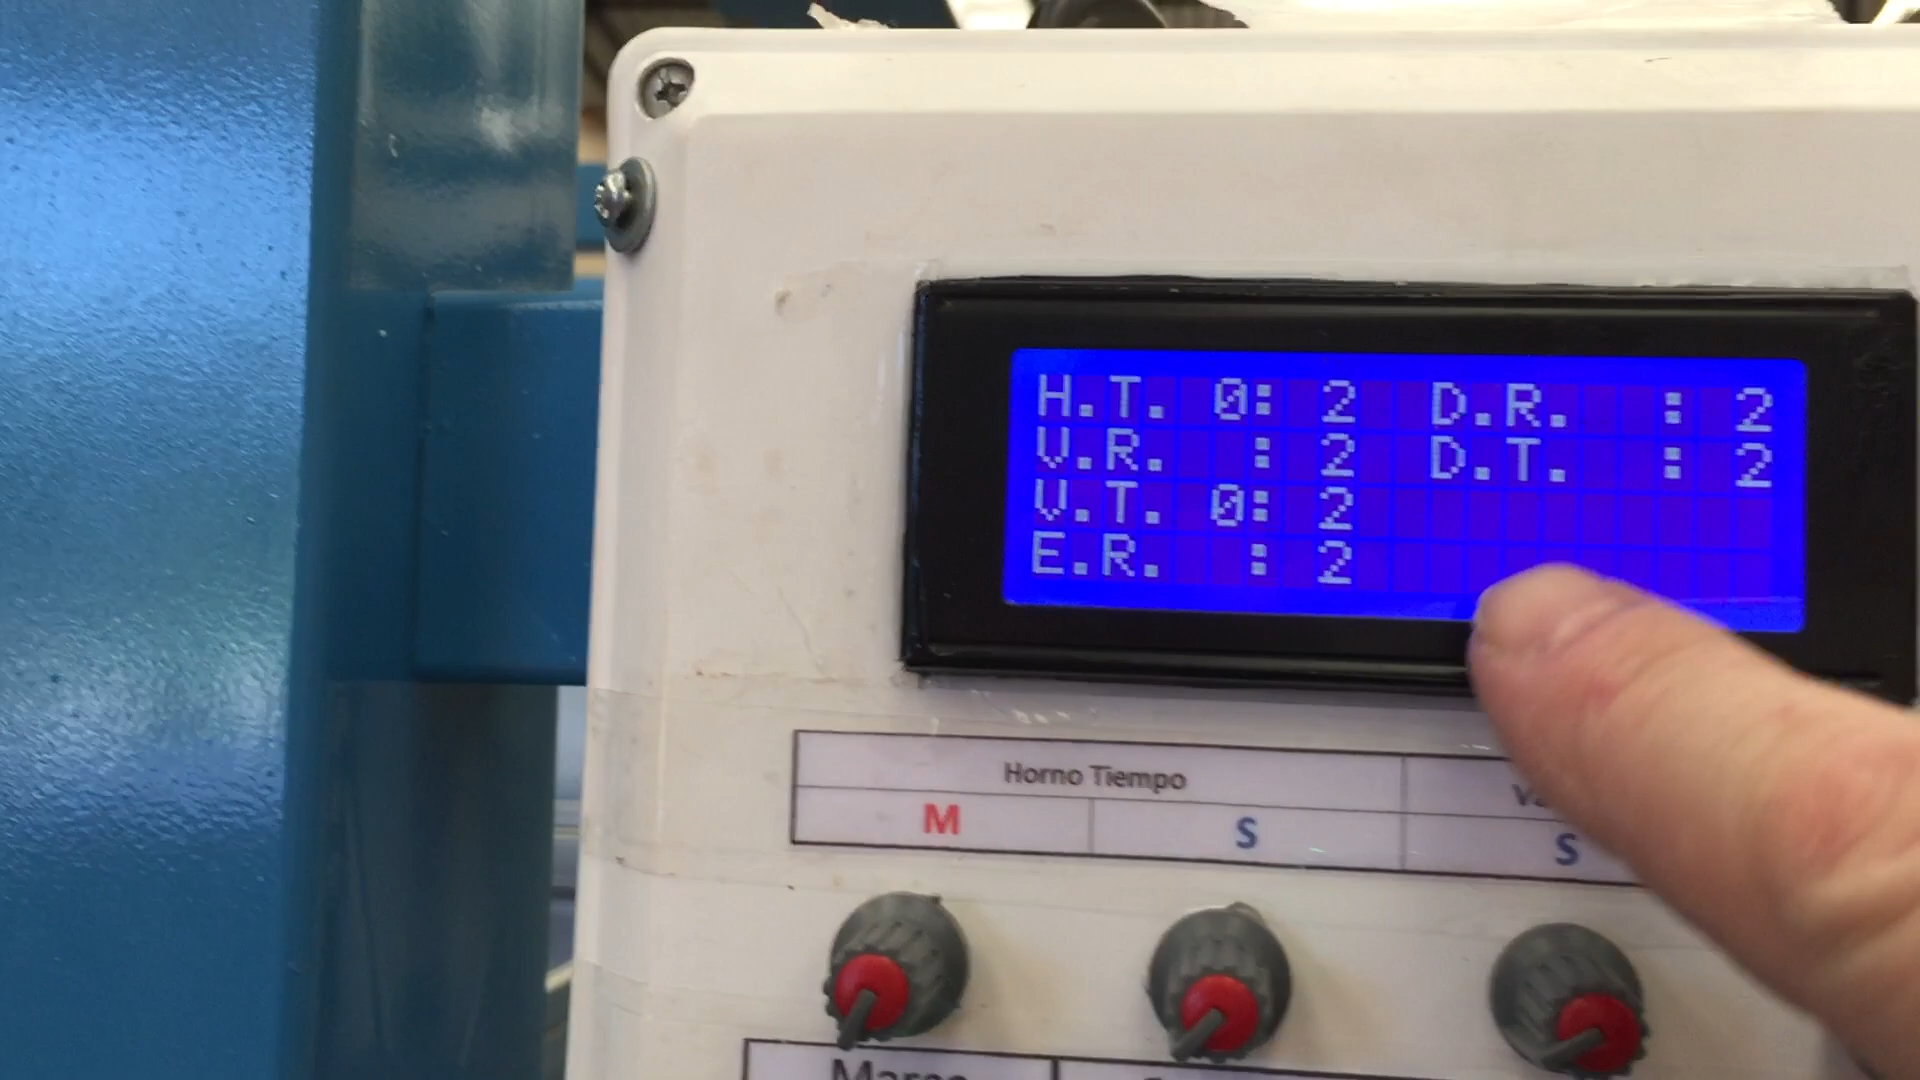 H.T. 0: 2 D.R. : 2
V.R. : 2 D.T. : 2
V.T. 0: 2
E.R. : 2
Horno Tiempo
M S S